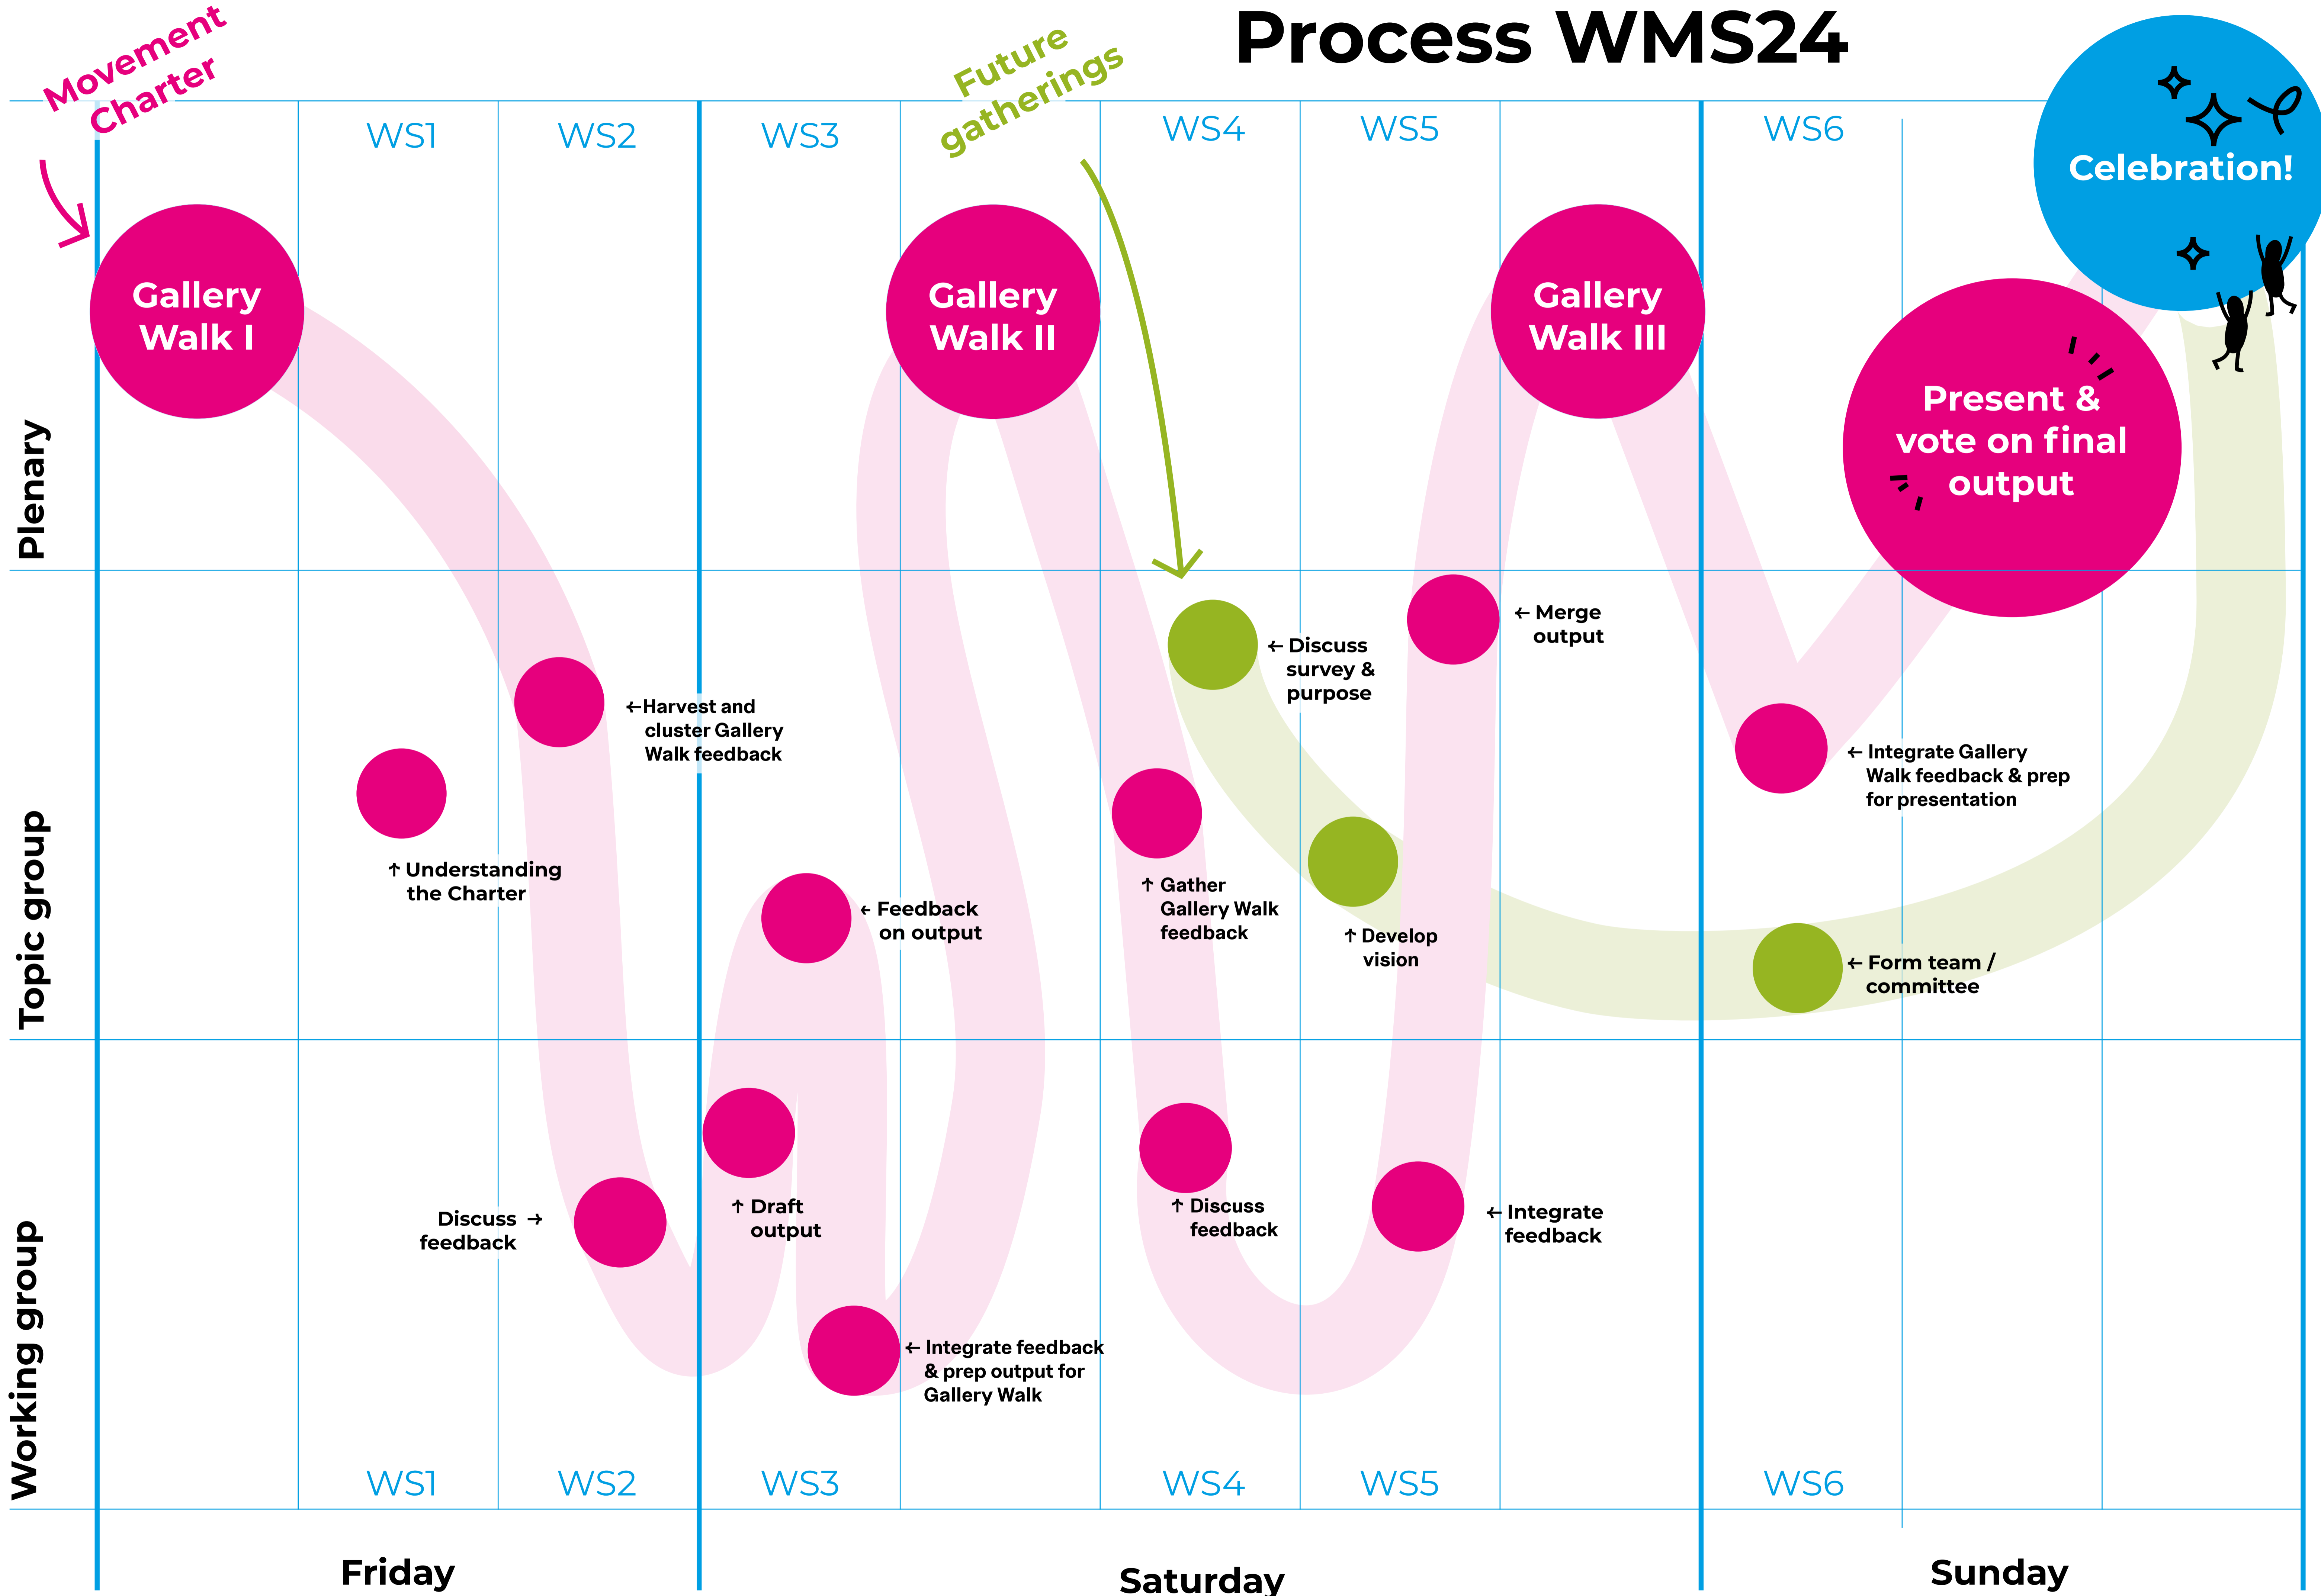 Process WMS24
Movement
Charter
Future
gatherings
WS1
WS2
WS3
WS4
WS5
WS6
Celebration!
Plenary
Gallery
Walk I
Gallery
Walk II
Gallery
Walk III
Present &
vote on final
output
Topic group
↑ Understanding
the Charter
←Harvest and
cluster Gallery
Walk feedback
← Feedback
on output
↑ Gather
Gallery Walk
feedback
← Discuss
survey &
purpose
↑ Develop
vision
← Merge
output
← Integrate Gallery
Walk feedback & prep
for presentation
← Form team /
committee
Working group
Discuss →
feedback
↑ Draft
output
← Integrate feedback
& prep output for
Gallery Walk
↑ Discuss
feedback
← Integrate
feedback
WS1
WS2
WS3
WS4
WS5
WS6
Friday
Saturday
Sunday